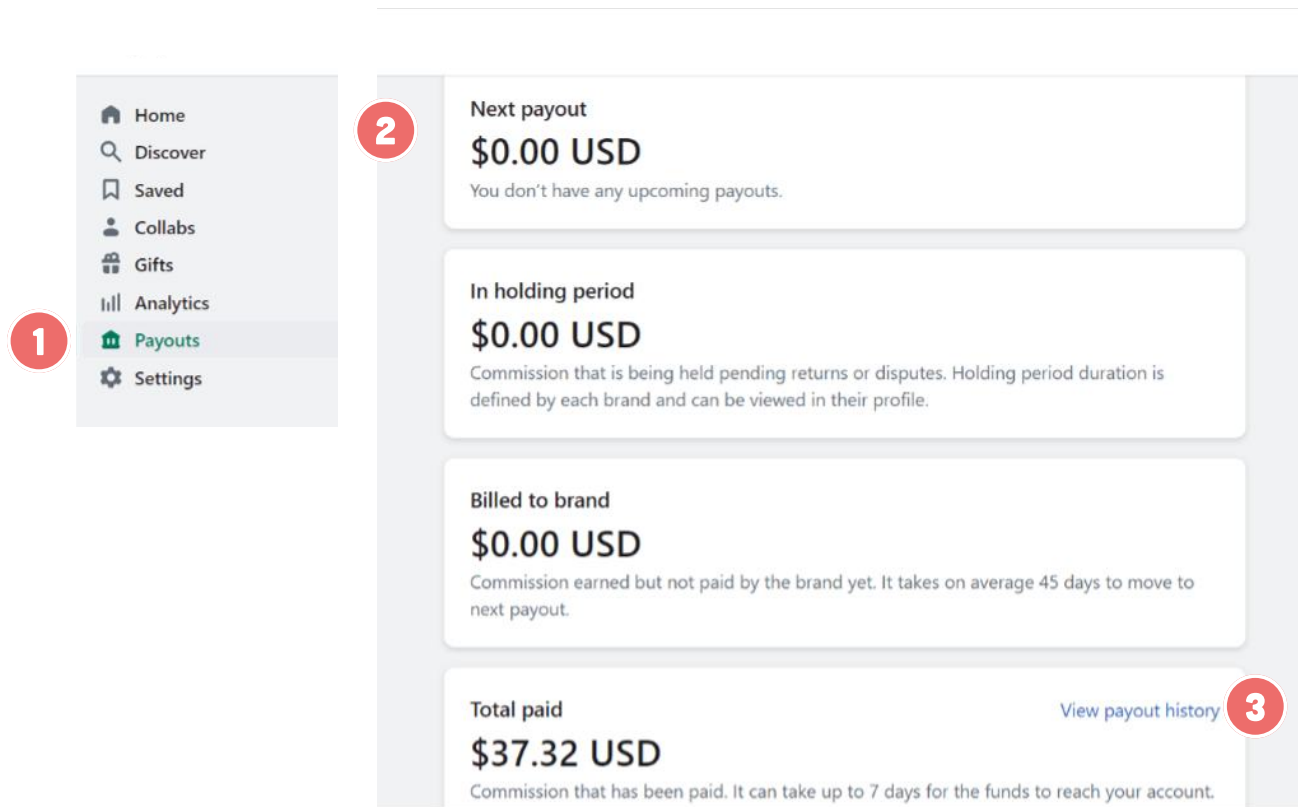 Home
Discover
Saved
Collabs
Gifts
Analytics
1
Payouts
Settings
2
Next payout
$0.00 USD
You don't have any upcoming payouts.
In holding period
$0.00 USD
Commission that is being held pending returns or disputes. Holding period duration is
defined by each brand and can be viewed in their profile.
Billed to brand
$0.00 USD
Commission earned but not paid by the brand yet. It takes on average 45 days to move to
next payout.
Total paid
View payout history
3
$37.32 USD
Commission that has been paid. It can take up to 7 days for the funds to reach your account.